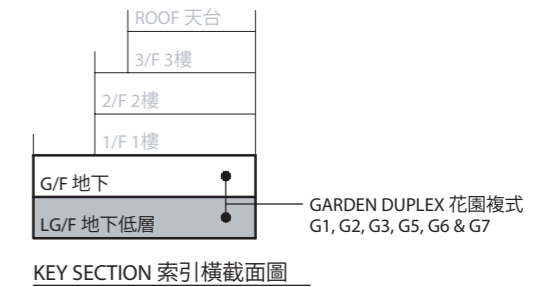 ROOF 天台
3/F 3樓
2/F 2樓
1/F 1樓
G/F 地下
LG/F 地下低層
GARDEN DUPLEX 花園複式
G1, G2, G3, G5, G6 & G7
KEY SECTION 索引橫截面圖